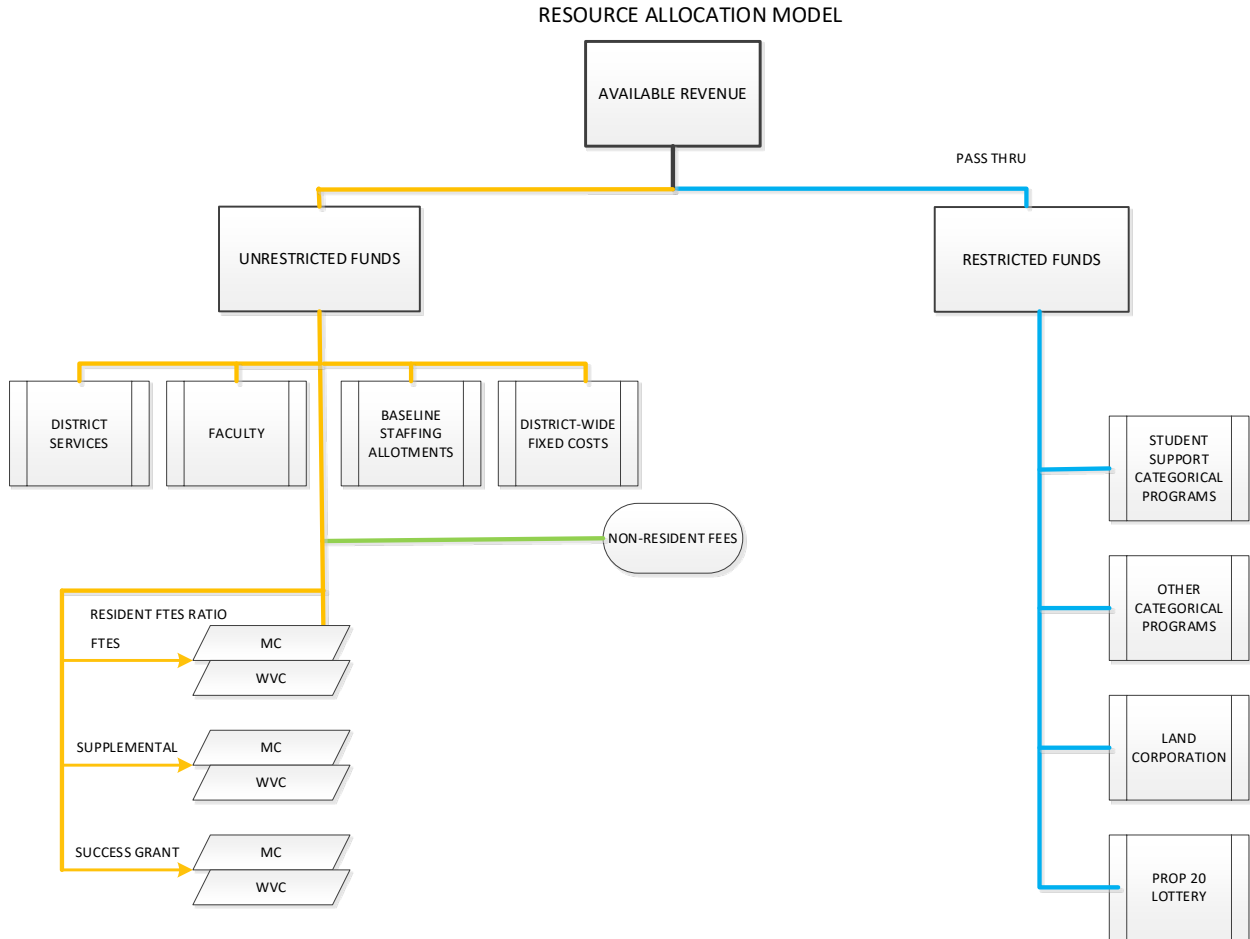 RESOURCE ALLOCATION MODEL
AVAILABLE REVENUE
PASS THRU
UNRESTRICTED FUNDS
RESTRICTED FUNDS
DISTRICT
SERVICES
FACULTY
BASELINE
STAFFING
ALLOTMENTS
DISTRICT-WIDE
FIXED COSTS
STUDENT
SUPPORT
CATEGORICAL
PROGRAMS
NON-RESIDENT FEES
OTHER
CATEGORICAL
PROGRAMS
RESIDENT FTES RATIO
FTES
MC
WVC
SUPPLEMENTAL
MC
WVC
LAND
CORPORATION
SUCCESS GRANT
MC
WVC
PROP 20
LOTTERY